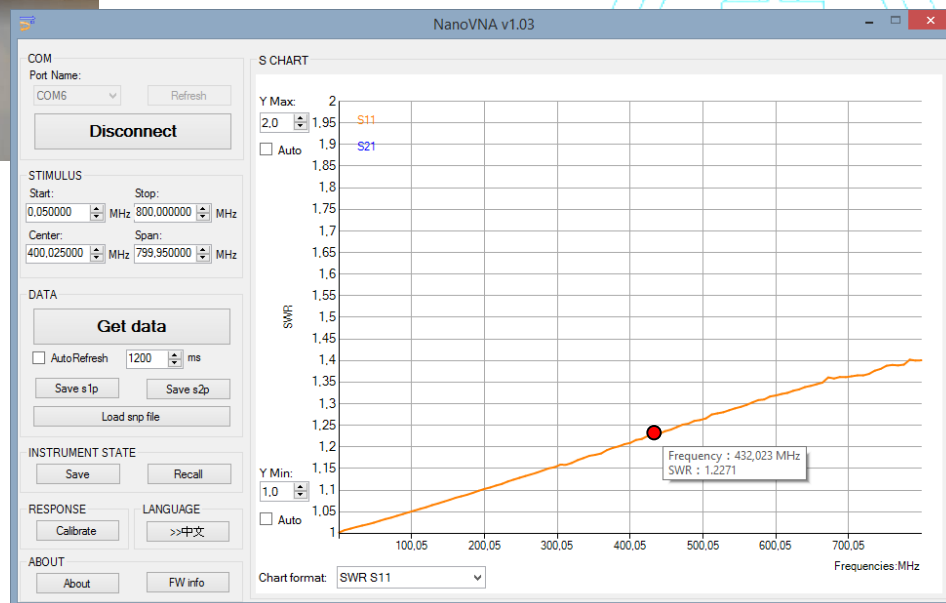 NanoVNA v1.03
COM
Port Name:
COM6
Refresh
Disconnect
STIMULUS
Start:
Stop:
0,050000 MHz 800,000000 MHz
Center:
Span:
400,025000 MHz 799,950000 MHz
DATA
Get data
AutoRefresh 1200 ms
Save s1p
Save s2p
Load snp file
INSTRUMENT STATE
Save
Recall
RESPONSE
Calibrate
LANGUAGE
>>中文
ABOUT
About
FW info
S CHART
Y Max:
2,0
Auto
SWR
Y Min:
1,0
Auto
2
1,95
1,9
1,85
1,8
1,75
1,7
1,65
1,6
1,55
1,5
1,45
1,4
1,35
1,3
1,25
1,2
1,15
1,1
1,05
1
S11
S21
Frequency : 432,023 MHz
SWR : 1.2271
100,05 200,05 300,05 400,05 500,05 600,05 700,05
Frequencies:MHz
Chart format: SWR S11